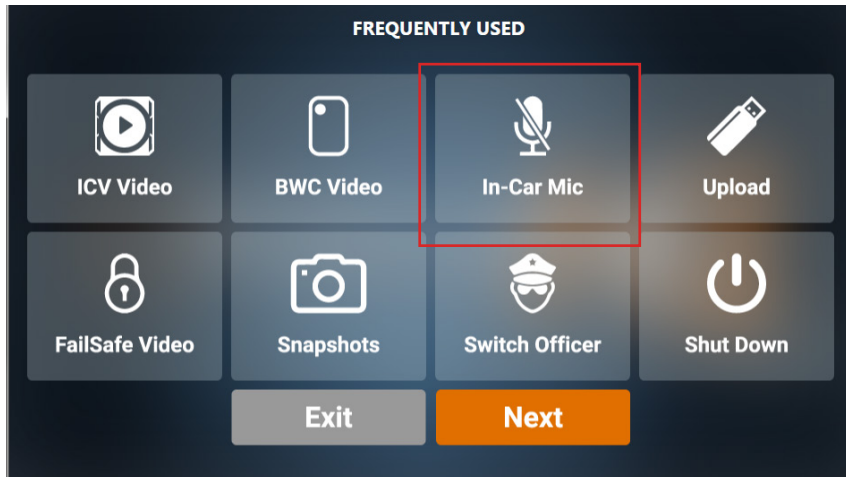 FREQUENTLY USED
ICV Video
BWC Video
In-Car Mic
Upload
FailSafe Video
Snapshots
Switch Officer
Shut Down
Exit
Next